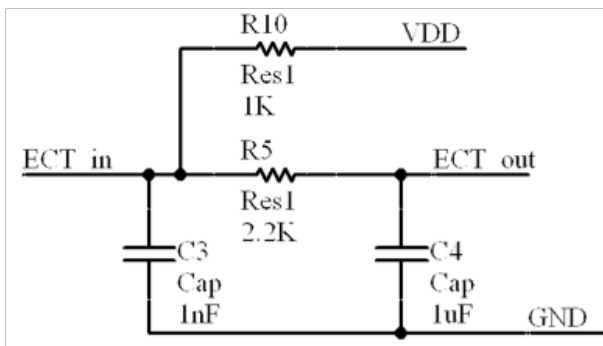 R10
VDD
Res1
1K
ECT in
R5
ECT out
Res1
2.2K
C3
Cap
1nF
C4
Cap
1uF
GND